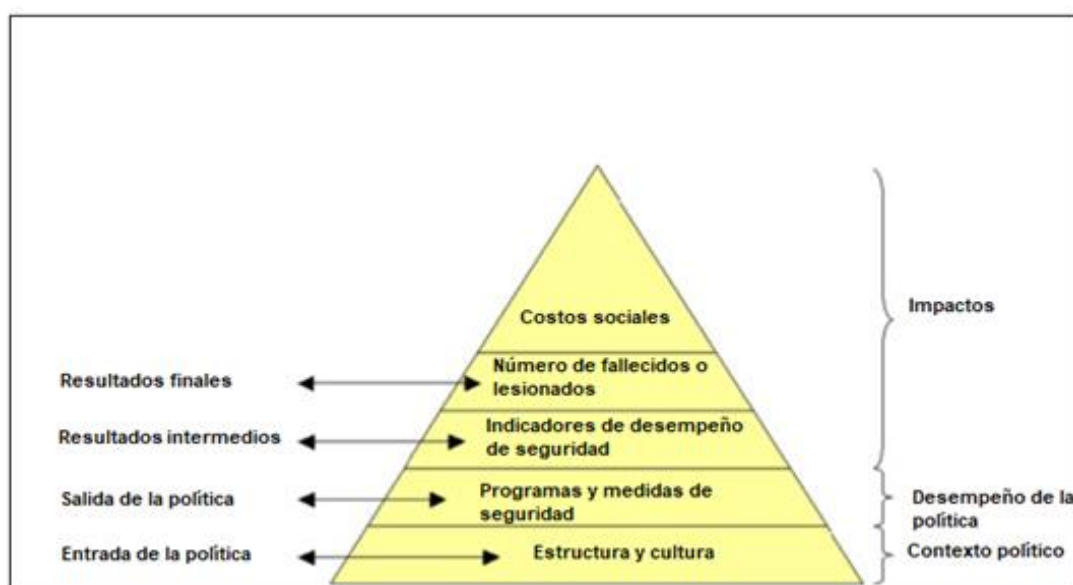 Costos sociales
Impactos
Número de fallecidos o
lesionados
Resultados finales
Indicadores de desempeño
de seguridad
Resultados intermedios
Programas y medidas de
seguridad
Salida de la política
Desempeño de la
política
Estructura y cultura
Entrada de la política
Contexto político